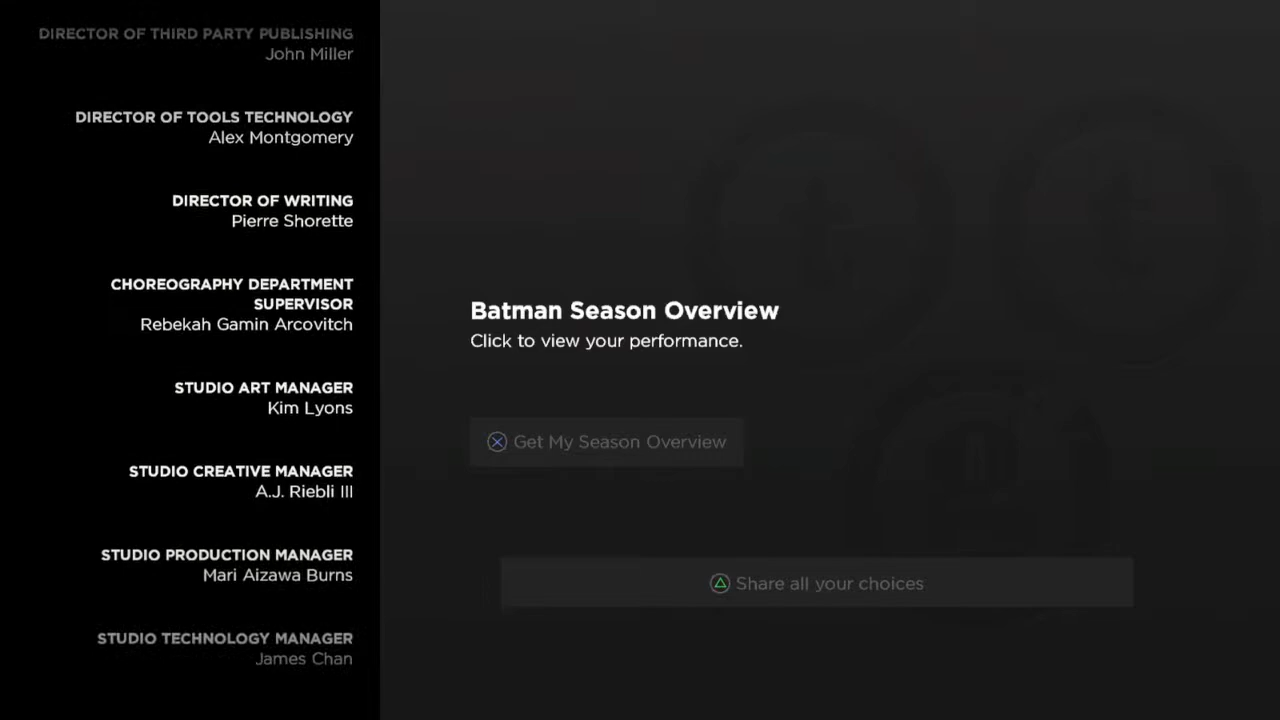 DIRECTOR OF THIRD PARTY PUBLISHING
John Miller
DIRECTOR OF TOOLS TECHNOLOGY
Alex Montgomery
DIRECTOR OF WRITING
Pierre Shorette
CHOREOGRAPHY DEPARTMENT
SUPERVISOR
Rebekah Gamin Arcovitch
STUDIO ART MANAGER
Kim Lyons
STUDIO CREATIVE MANAGER
A.J. Riebli III
STUDIO PRODUCTION MANAGER
Mari Aizawa Burns
STUDIO TECHNOLOGY MANAGER
James Chan
Batman Season Overview
Click to view your performance.
Get My Season Overview
Share all your choices